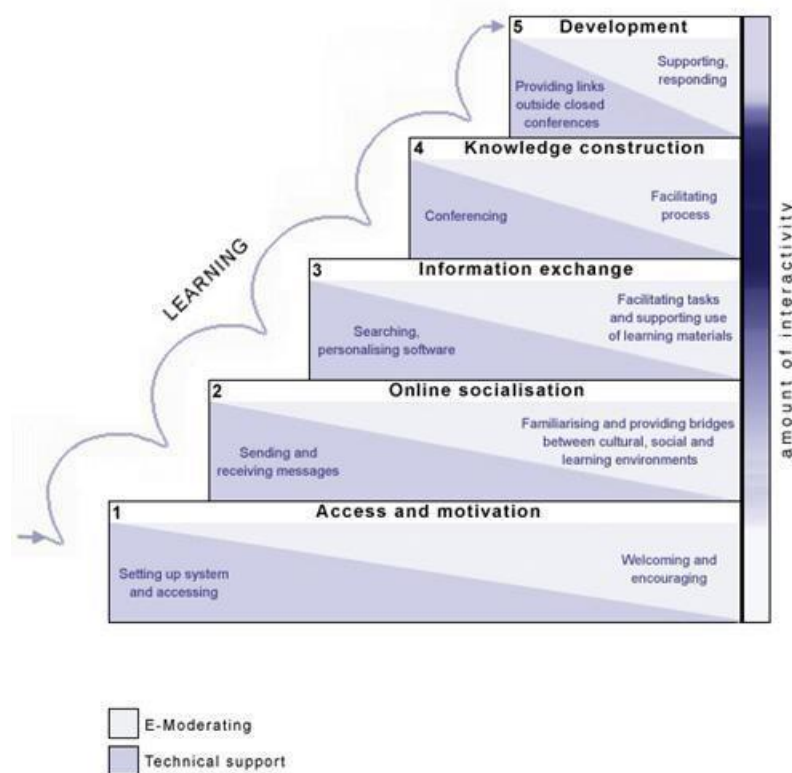 5 Development
Supporting,
responding
Providing links
outside closed
conferences
4 Knowledge construction
Conferencing
Facilitating
process
3 Information exchange
Searching,
personalising software
Facilitating tasks
and supporting use
of learning materials
2 Online socialisation
Sending and
receiving messages
Familiarising and providing bridges
between cultural, social and
learning environments
1 Access and motivation
Setting up system
and accessing
Welcoming and
encouraging
LEARNING
amount of interactivity
E-Moderating
Technical support